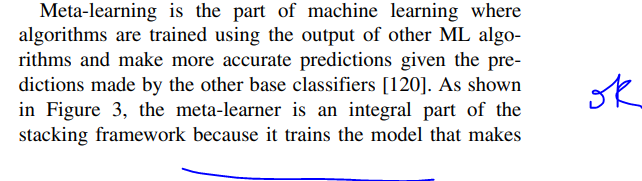 Meta-learning is the part of machine learning where
algorithms are trained using the output of other ML algo-
rithms and make more accurate predictions given the pre-
dictions made by the other base classifiers [120]. As shown
in Figure 3, the meta-learner is an integral part of the
stacking framework because it trains the model that makes